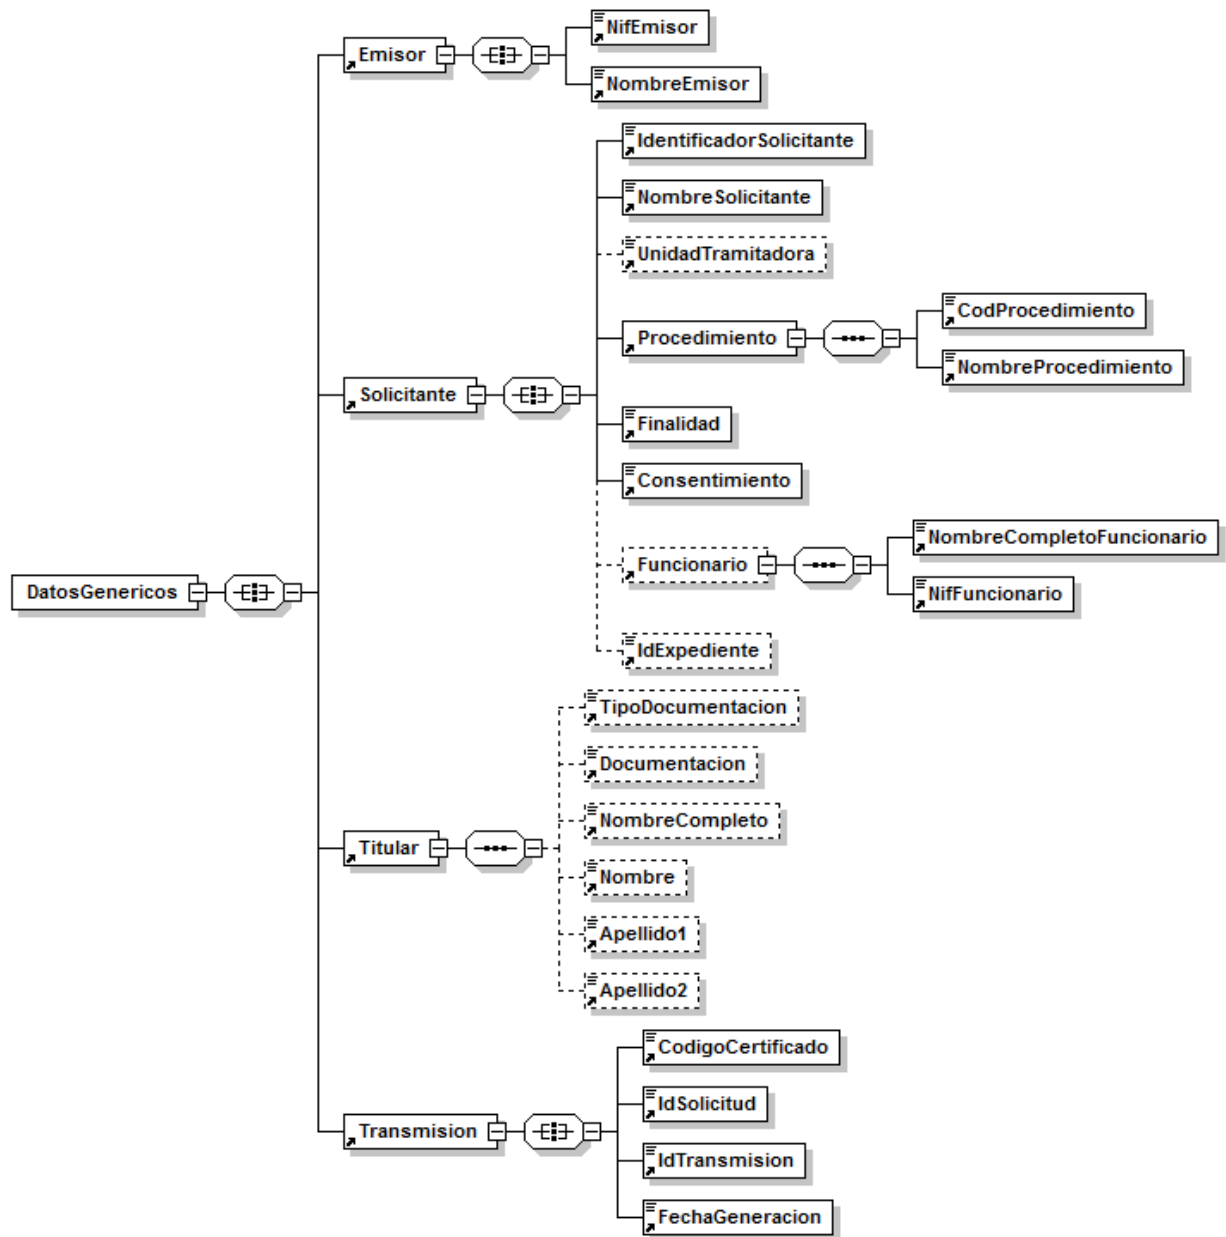 Emisor
NifEmisor
NombreEmisor
IdentificadorSolicitante
NombreSolicitante
UnidadTramitadora
Procedimiento
CodProcedimiento
NombreProcedimiento
Solicitante
Finalidad
Consentimiento
NombreCompletoFuncionario
Funcionario
NifFuncionario
DatosGenericos
IdExpediente
TipoDocumentacion
Documentacion
NombreCompleto
Titular
Nombre
Apellido1
Apellido2
CodigoCertificado
IdSolicitud
Transmision
IdTransmision
FechaGeneracion